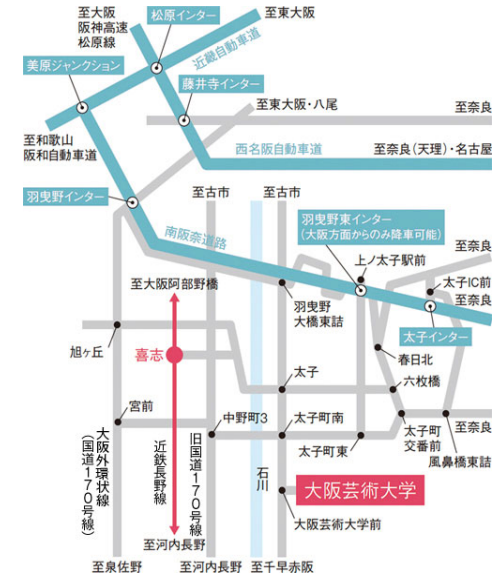 至大阪
阪神高速
松原線
松原インター
至東大阪
近畿自動車道
美原ジャンクション
藤井寺インター
至東大阪・八尾
至奈良
至和歌山
阪和自動車道
西名阪自動車道
至奈良(天理)・名古屋
羽曳野インター
至古市
至古市
南阪奈道路
羽曳野東インター
(大阪方面からのみ降車可能)
上ノ太子駅前
至奈良
太子IC前
至奈良
至大阪阿部野橋
羽曳野
大橋東詰
太子インター
旭ヶ丘
喜志
春日北
太子
六枚橋
宮前
中野町3
太子町南
太子町東
太子町
交番前
至奈良
風鼻橋東詰
大阪外環状線
(国道170号線)
近鉄長野線
旧国道170号線
石川
大阪芸術大学
大阪芸術大学前
至河内長野
至泉佐野
至河内長野
至千早赤阪